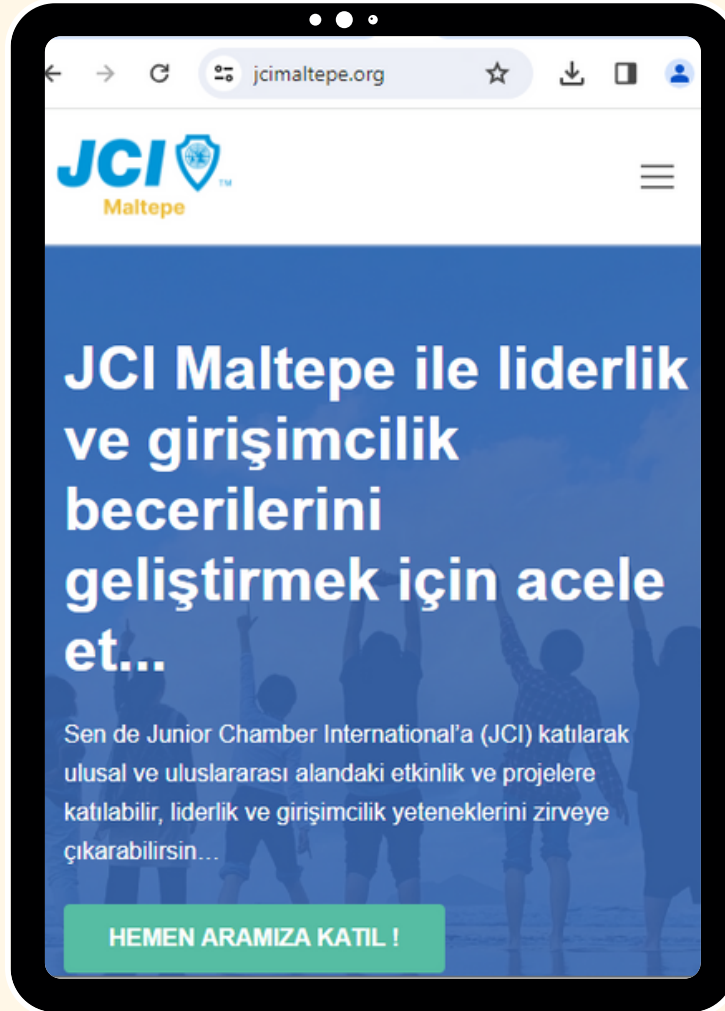 jcimaltepe.org
JCI
TM
Maltepe
JCI Maltepe ile liderlik
ve girişimcilik
becerilerini
geliştirmek için acele
et...
Sen de Junior Chamber International’a (JCI) katılarak
ulusal ve uluslararası alandaki etkinlik ve projelere
katılabilir, liderlik ve girişimcilik yeteneklerini zirveye
çıkarabilirsin…
HEMEN ARAMIZA KATIL !